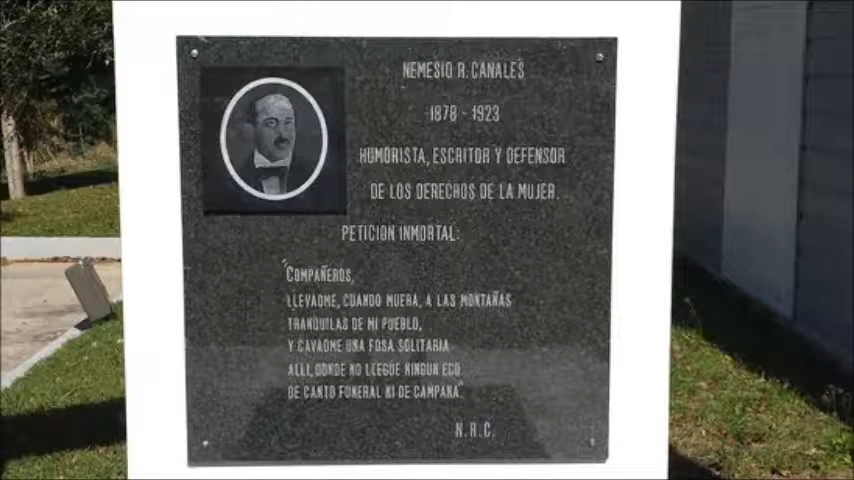 NEMESIO R. CANALES
1878 - 1923
HUMORISTA, ESCRITOR Y DEFENSOR
DE LOS DERECHOS DE LA MUJER.
PETICION INMORTAL:
"COMPAÑEROS,
LLEVADME, CUANDO MUERA, A LAS MONTAÑAS
TRANQUILAS DE MI PUEBLO,
Y CAVADME UNA FOSA SOLITARIA
ALLI, DONDE NO LLEGUE NINGUN ECO
DE CANTO FUNERAL NI DE CAMPANA".
N.R.C.